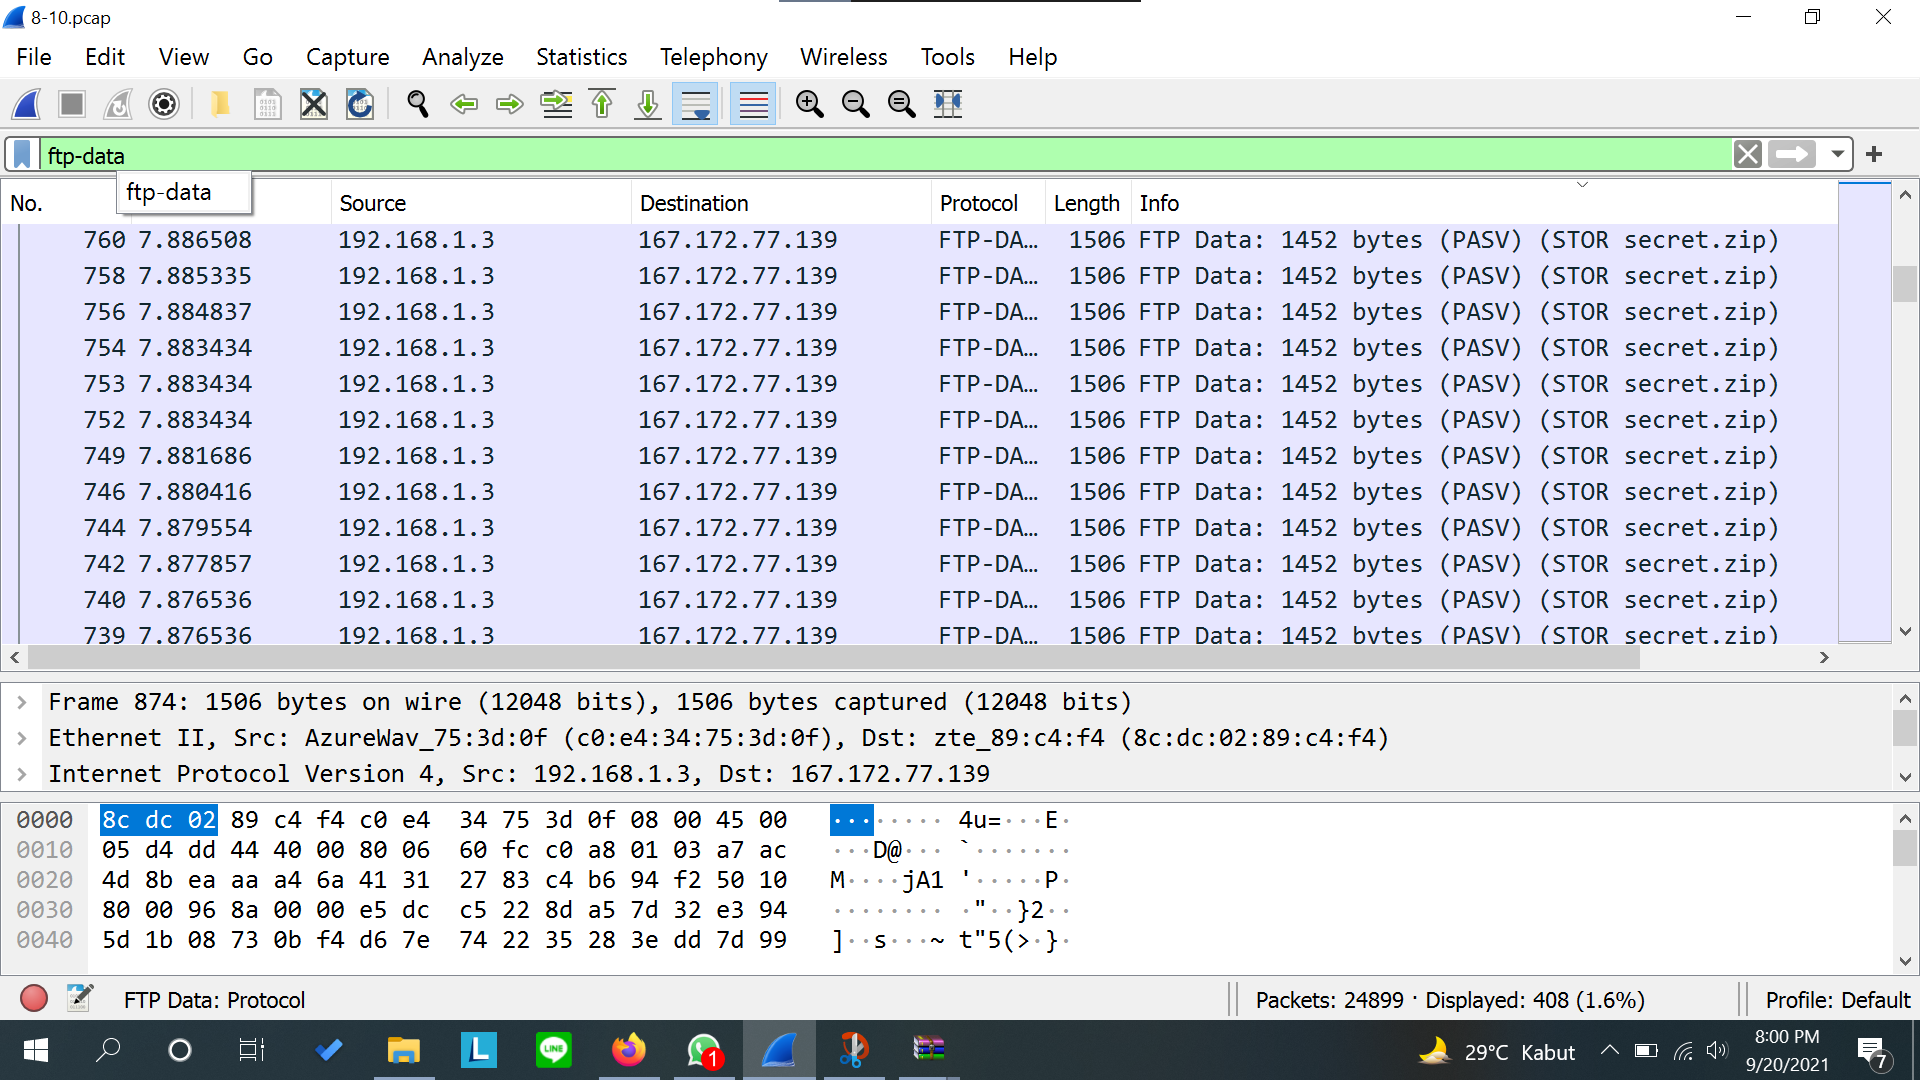 8-10.pcap
File Edit View Go Capture Analyze Statistics Telephony Wireless Tools Help
ftp-data
ftp-data
No. Source Destination Protocol Length Info
760 7.886508 192.168.1.3 167.172.77.139 FTP-DA… 1506 FTP Data: 1452 bytes (PASV) (STOR secret.zip)
758 7.885335 192.168.1.3 167.172.77.139 FTP-DA… 1506 FTP Data: 1452 bytes (PASV) (STOR secret.zip)
756 7.884837 192.168.1.3 167.172.77.139 FTP-DA… 1506 FTP Data: 1452 bytes (PASV) (STOR secret.zip)
754 7.883434 192.168.1.3 167.172.77.139 FTP-DA… 1506 FTP Data: 1452 bytes (PASV) (STOR secret.zip)
753 7.883434 192.168.1.3 167.172.77.139 FTP-DA… 1506 FTP Data: 1452 bytes (PASV) (STOR secret.zip)
752 7.883434 192.168.1.3 167.172.77.139 FTP-DA… 1506 FTP Data: 1452 bytes (PASV) (STOR secret.zip)
749 7.881686 192.168.1.3 167.172.77.139 FTP-DA… 1506 FTP Data: 1452 bytes (PASV) (STOR secret.zip)
746 7.880416 192.168.1.3 167.172.77.139 FTP-DA… 1506 FTP Data: 1452 bytes (PASV) (STOR secret.zip)
744 7.879554 192.168.1.3 167.172.77.139 FTP-DA… 1506 FTP Data: 1452 bytes (PASV) (STOR secret.zip)
742 7.877857 192.168.1.3 167.172.77.139 FTP-DA… 1506 FTP Data: 1452 bytes (PASV) (STOR secret.zip)
740 7.876536 192.168.1.3 167.172.77.139 FTP-DA… 1506 FTP Data: 1452 bytes (PASV) (STOR secret.zip)
739 7.876536 192.168.1.3 167.172.77.139 FTP-DA… 1506 FTP Data: 1452 bytes (PASV) (STOR secret.zip)
Frame 874: 1506 bytes on wire (12048 bits), 1506 bytes captured (12048 bits)
Ethernet II, Src: AzureWav_75:3d:0f (c0:e4:34:75:3d:0f), Dst: zte_89:c4:f4 (8c:dc:02:89:c4:f4)
Internet Protocol Version 4, Src: 192.168.1.3, Dst: 167.172.77.139
0000 8c dc 02 89 c4 f4 c0 e4 34 75 3d 0f 08 00 45 00 ········ 4u=···E·
0010 05 d4 dd 44 40 00 80 06 60 fc c0 a8 01 03 a7 ac ···D@··· `·······
0020 4d 8b ea aa a4 6a 41 31 27 83 c4 b6 94 f2 50 10 M····jA1 '·····P·
0030 80 00 96 8a 00 00 e5 dc c5 22 8d a5 7d 32 e3 94 ········ ·"··}2··
0040 5d 1b 08 73 0b f4 d6 7e 74 22 35 28 3e dd 7d 99 ]··s···~ t"5(>·}·
FTP Data: Protocol Packets: 24899 · Displayed: 408 (1.6%) Profile: Default
L LINE 1 29°C Kabut 8:00 PM 7
9/20/2021